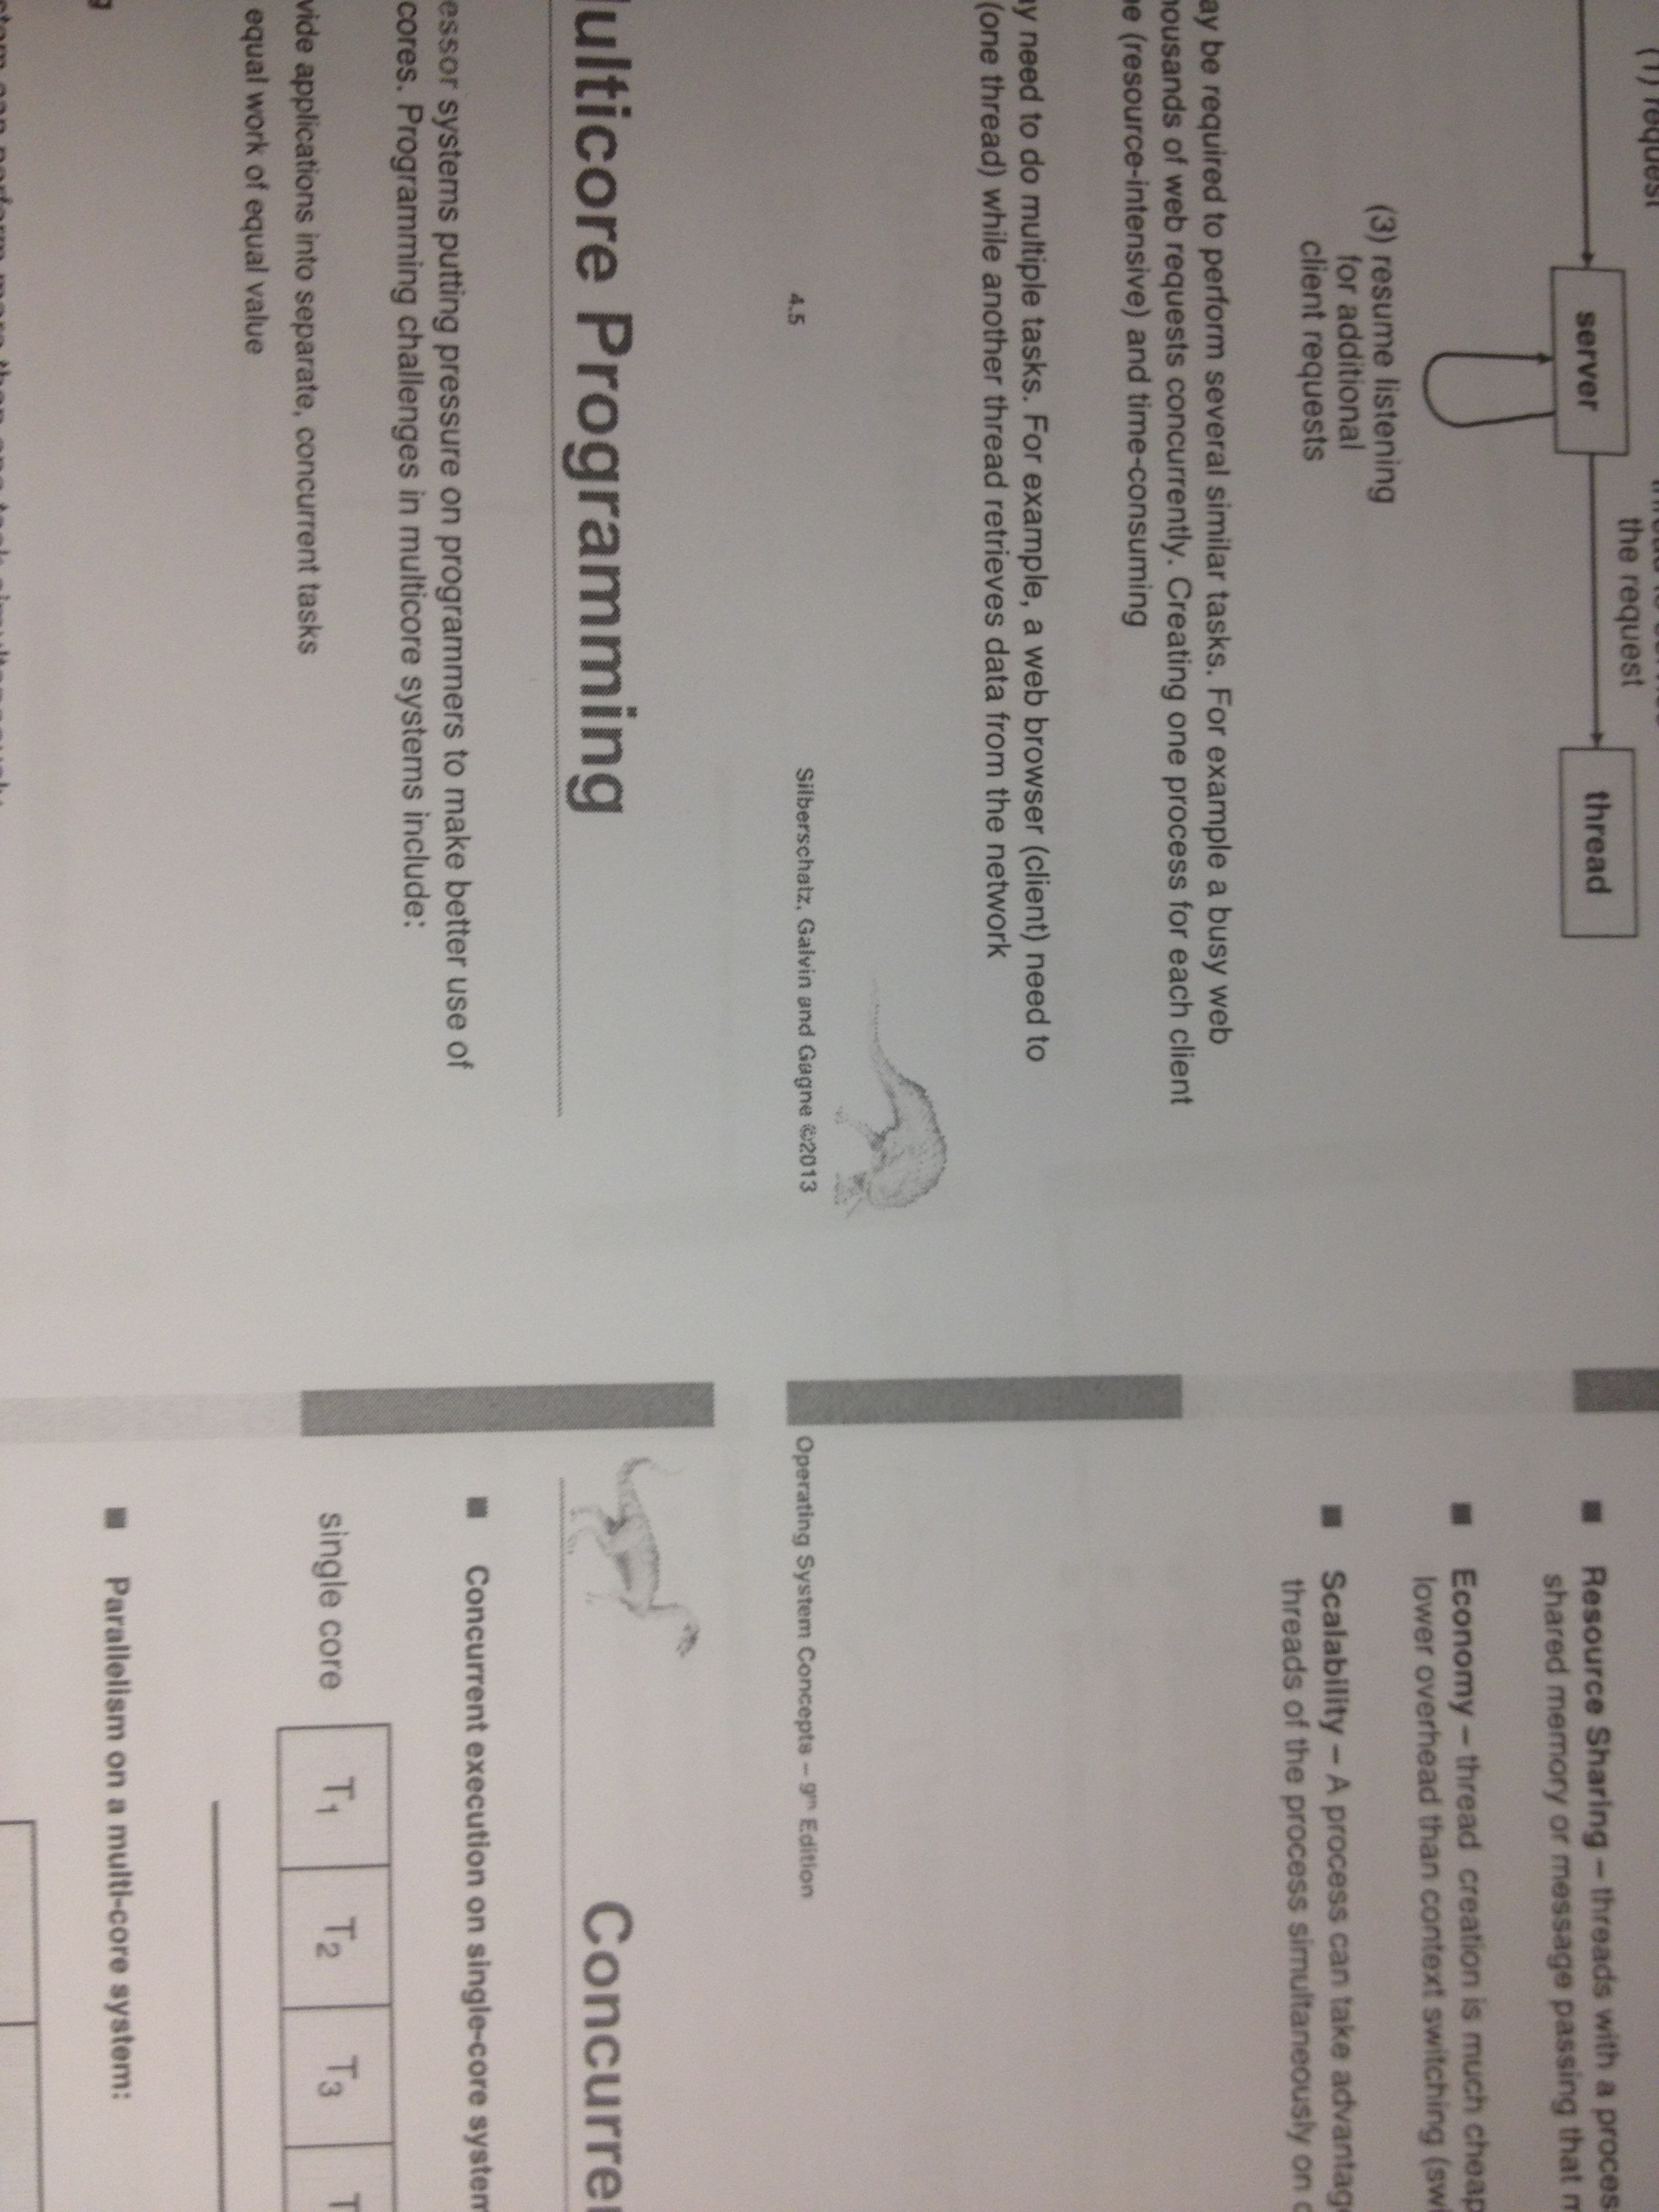 (1) request
the request
server
thread
(3) resume listening
for additional
client requests
ay be required to perform several similar tasks. For example a busy web
housands of web requests concurrently. Creating one process for each client
e (resource-intensive) and time-consuming
ay need to do multiple tasks. For example, a web browser (client) need to
(one thread) while another thread retrieves data from the network
4.5
Silberschatz, Galvin and Gagne ©2013
Resource Sharing – threads with a proces
shared memory or message passing that
Economy – thread creation is much cheap
lower overhead than context switching (swi
Scalability – A process can take advantag
threads of the process simultaneously on
Operating System Concepts – 9th Edition
ulticore Programming
essor systems putting pressure on programmers to make better use of
cores. Programming challenges in multicore systems include:
vide applications into separate, concurrent tasks
equal work of equal value
g
Concurre
Concurrent execution on single-core system
single core
T1
T2
T3
T
Parallelism on a multi-core system: